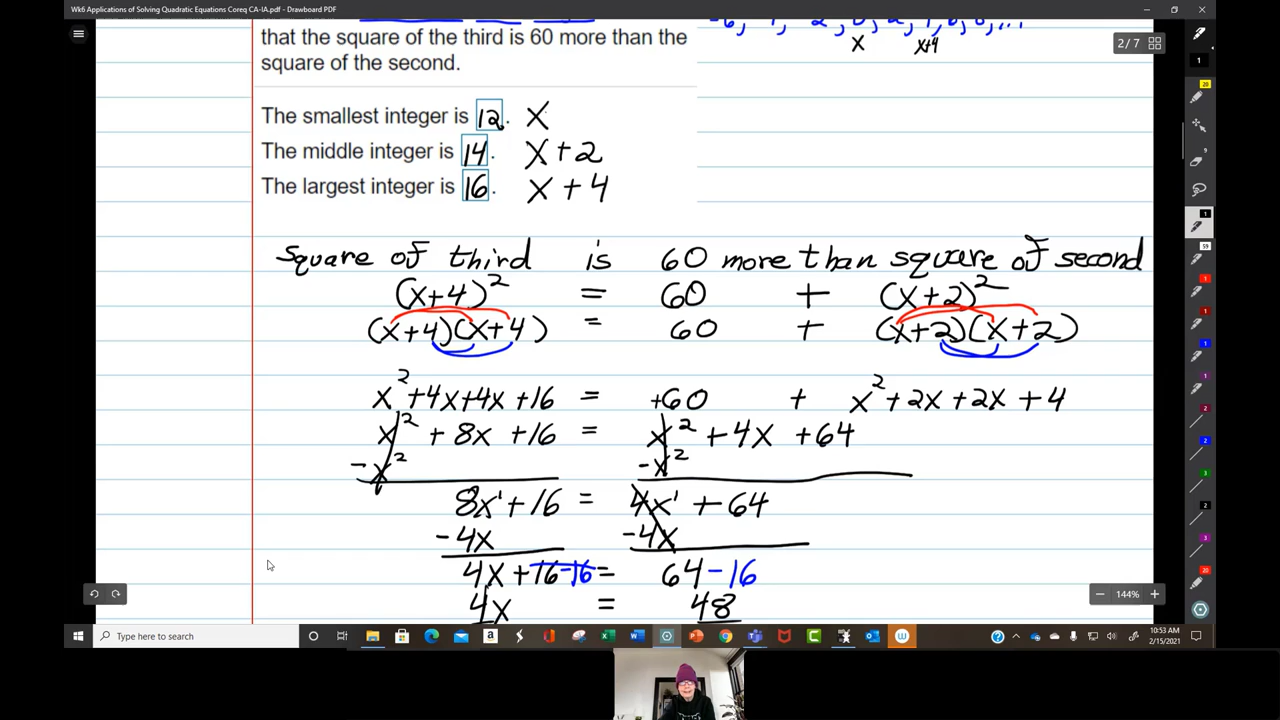 Wk6 Applications of Solving Quadratic Equations Coreq CA-IA.pdf - Drawboard PDF
2 / 7
x x+4
that the square of the third is 60 more than the
square of the second.
The smallest integer is 12. X
The middle integer is 14. X+2
The largest integer is 16. X+4
square of third is 60 more than square of second
(x+4)² = 60 + (x+2)²
(x+4)(x+4) = 60 + (x+2)(x+2)
x²+4x+4x+16 = +60 + x²+2x+2x+4
x²+8x+16 = x²+4x+64
-x² -x²
8x¹+16 = 4x¹+64
-4x -4x
4x+16-16= 64-16
4x = 48
144%
Type here to search
10:53 AM
2/15/2021